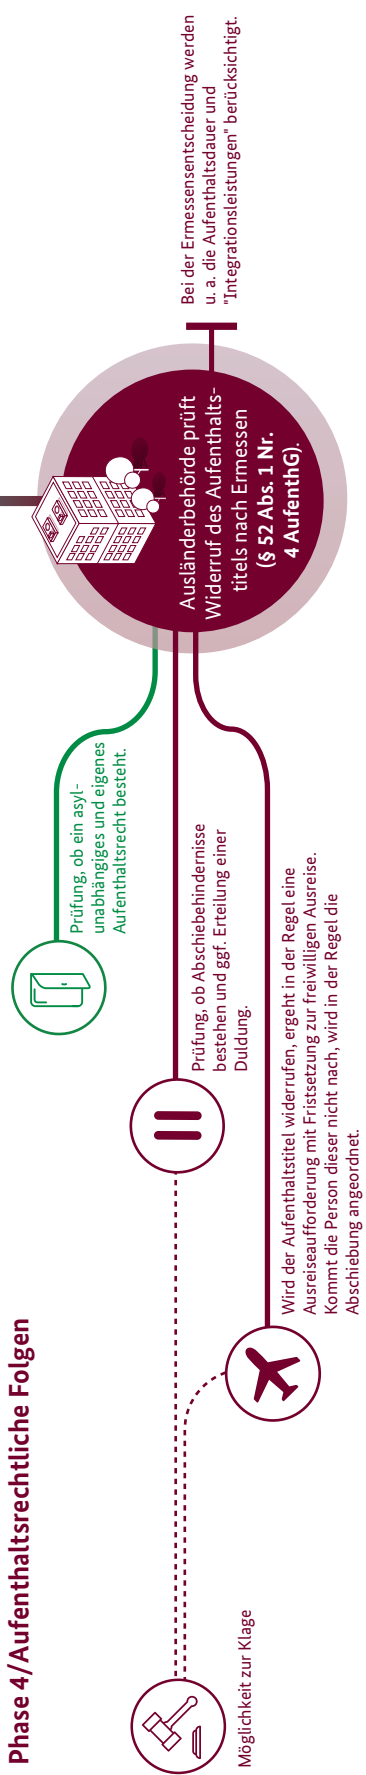 Phase 4/Aufenthaltsrechtliche Folgen
Möglichkeit zur Klage
Wird der Aufenthaltstitel widerrufen, ergeht in der Regel eine
Ausreiseaufforderung mit Fristsetzung zur freiwilligen Ausreise.
Kommt die Person dieser nicht nach, wird in der Regel die
Abschiebung angeordnet.
Prüfung, ob Abschiebehindernisse
bestehen und ggf. Erteilung einer
Duldung.
Prüfung, ob ein asyl-
unabhängiges und eigenes
Aufenthaltsrecht besteht.
Ausländerbehörde prüft
Widerruf des Aufenthalts-
titels nach Ermessen
(§ 52 Abs. 1 Nr.
4 AufenthG).
Bei der Ermessensentscheidung werden
u. a. die Aufenthaltsdauer und
"Integrationsleistungen" berücksichtigt.